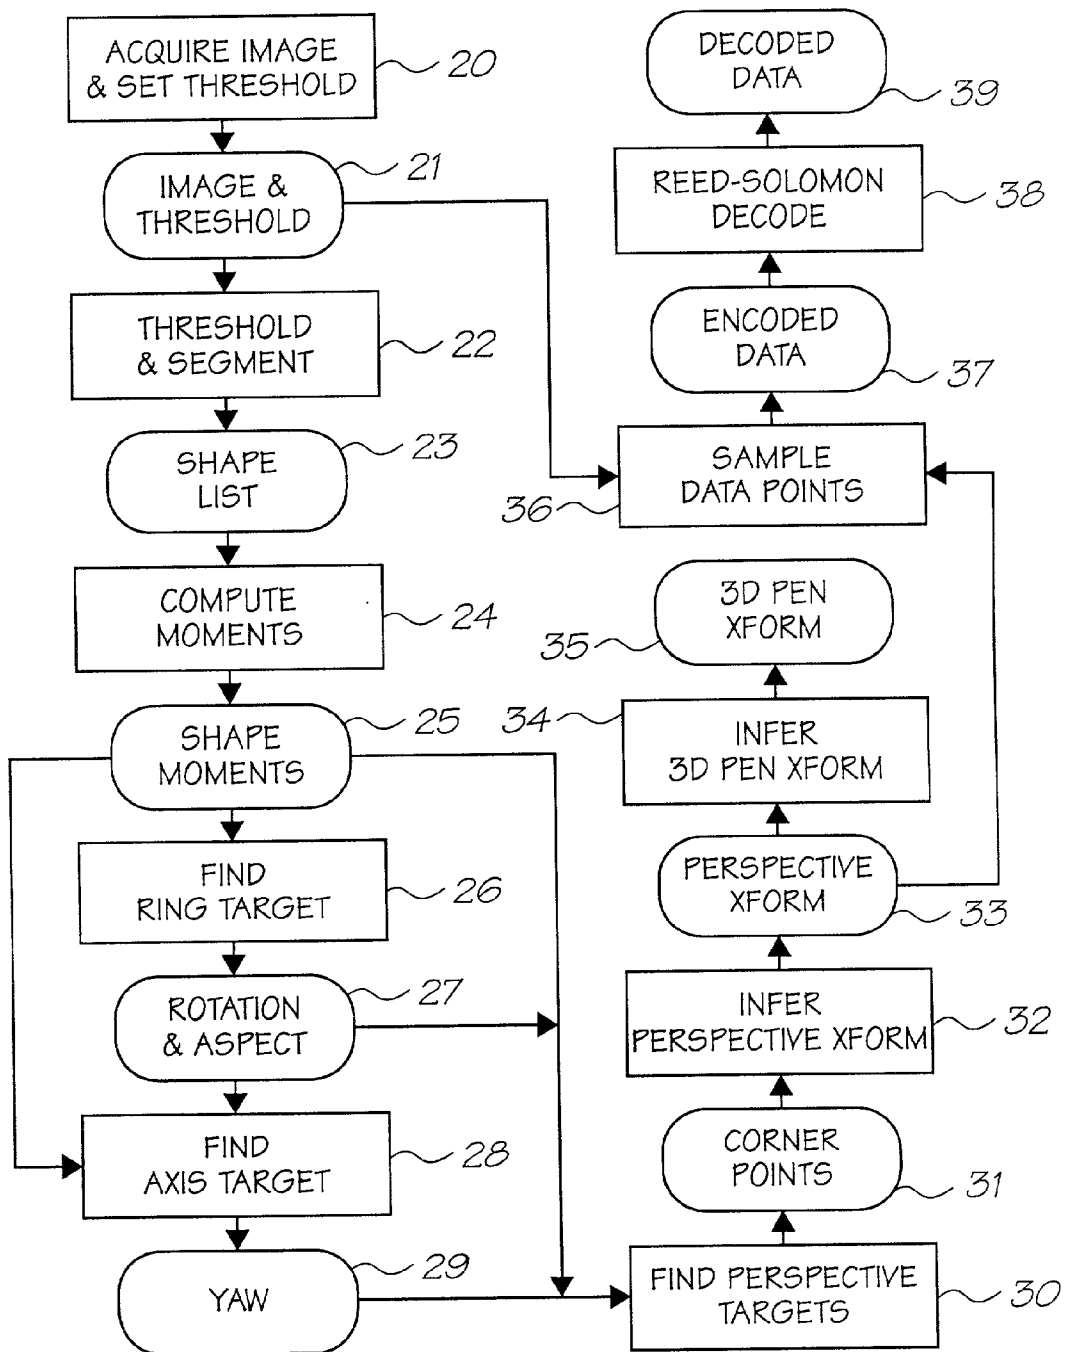 ACQUIRE IMAGE
& SET THRESHOLD
20
IMAGE &
THRESHOLD
21
THRESHOLD
& SEGMENT
22
SHAPE
LIST
23
COMPUTE
MOMENTS
24
SHAPE
MOMENTS
25
FIND
RING TARGET
26
ROTATION
& ASPECT
27
FIND
AXIS TARGET
28
YAW
29
DECODED
DATA
39
REED-SOLOMON
DECODE
38
ENCODED
DATA
37
SAMPLE
DATA POINTS
36
3D PEN
XFORM
35
34
INFER
3D PEN XFORM
PERSPECTIVE
XFORM
33
INFER
PERSPECTIVE XFORM
32
CORNER
POINTS
31
FIND PERSPECTIVE
TARGETS
30